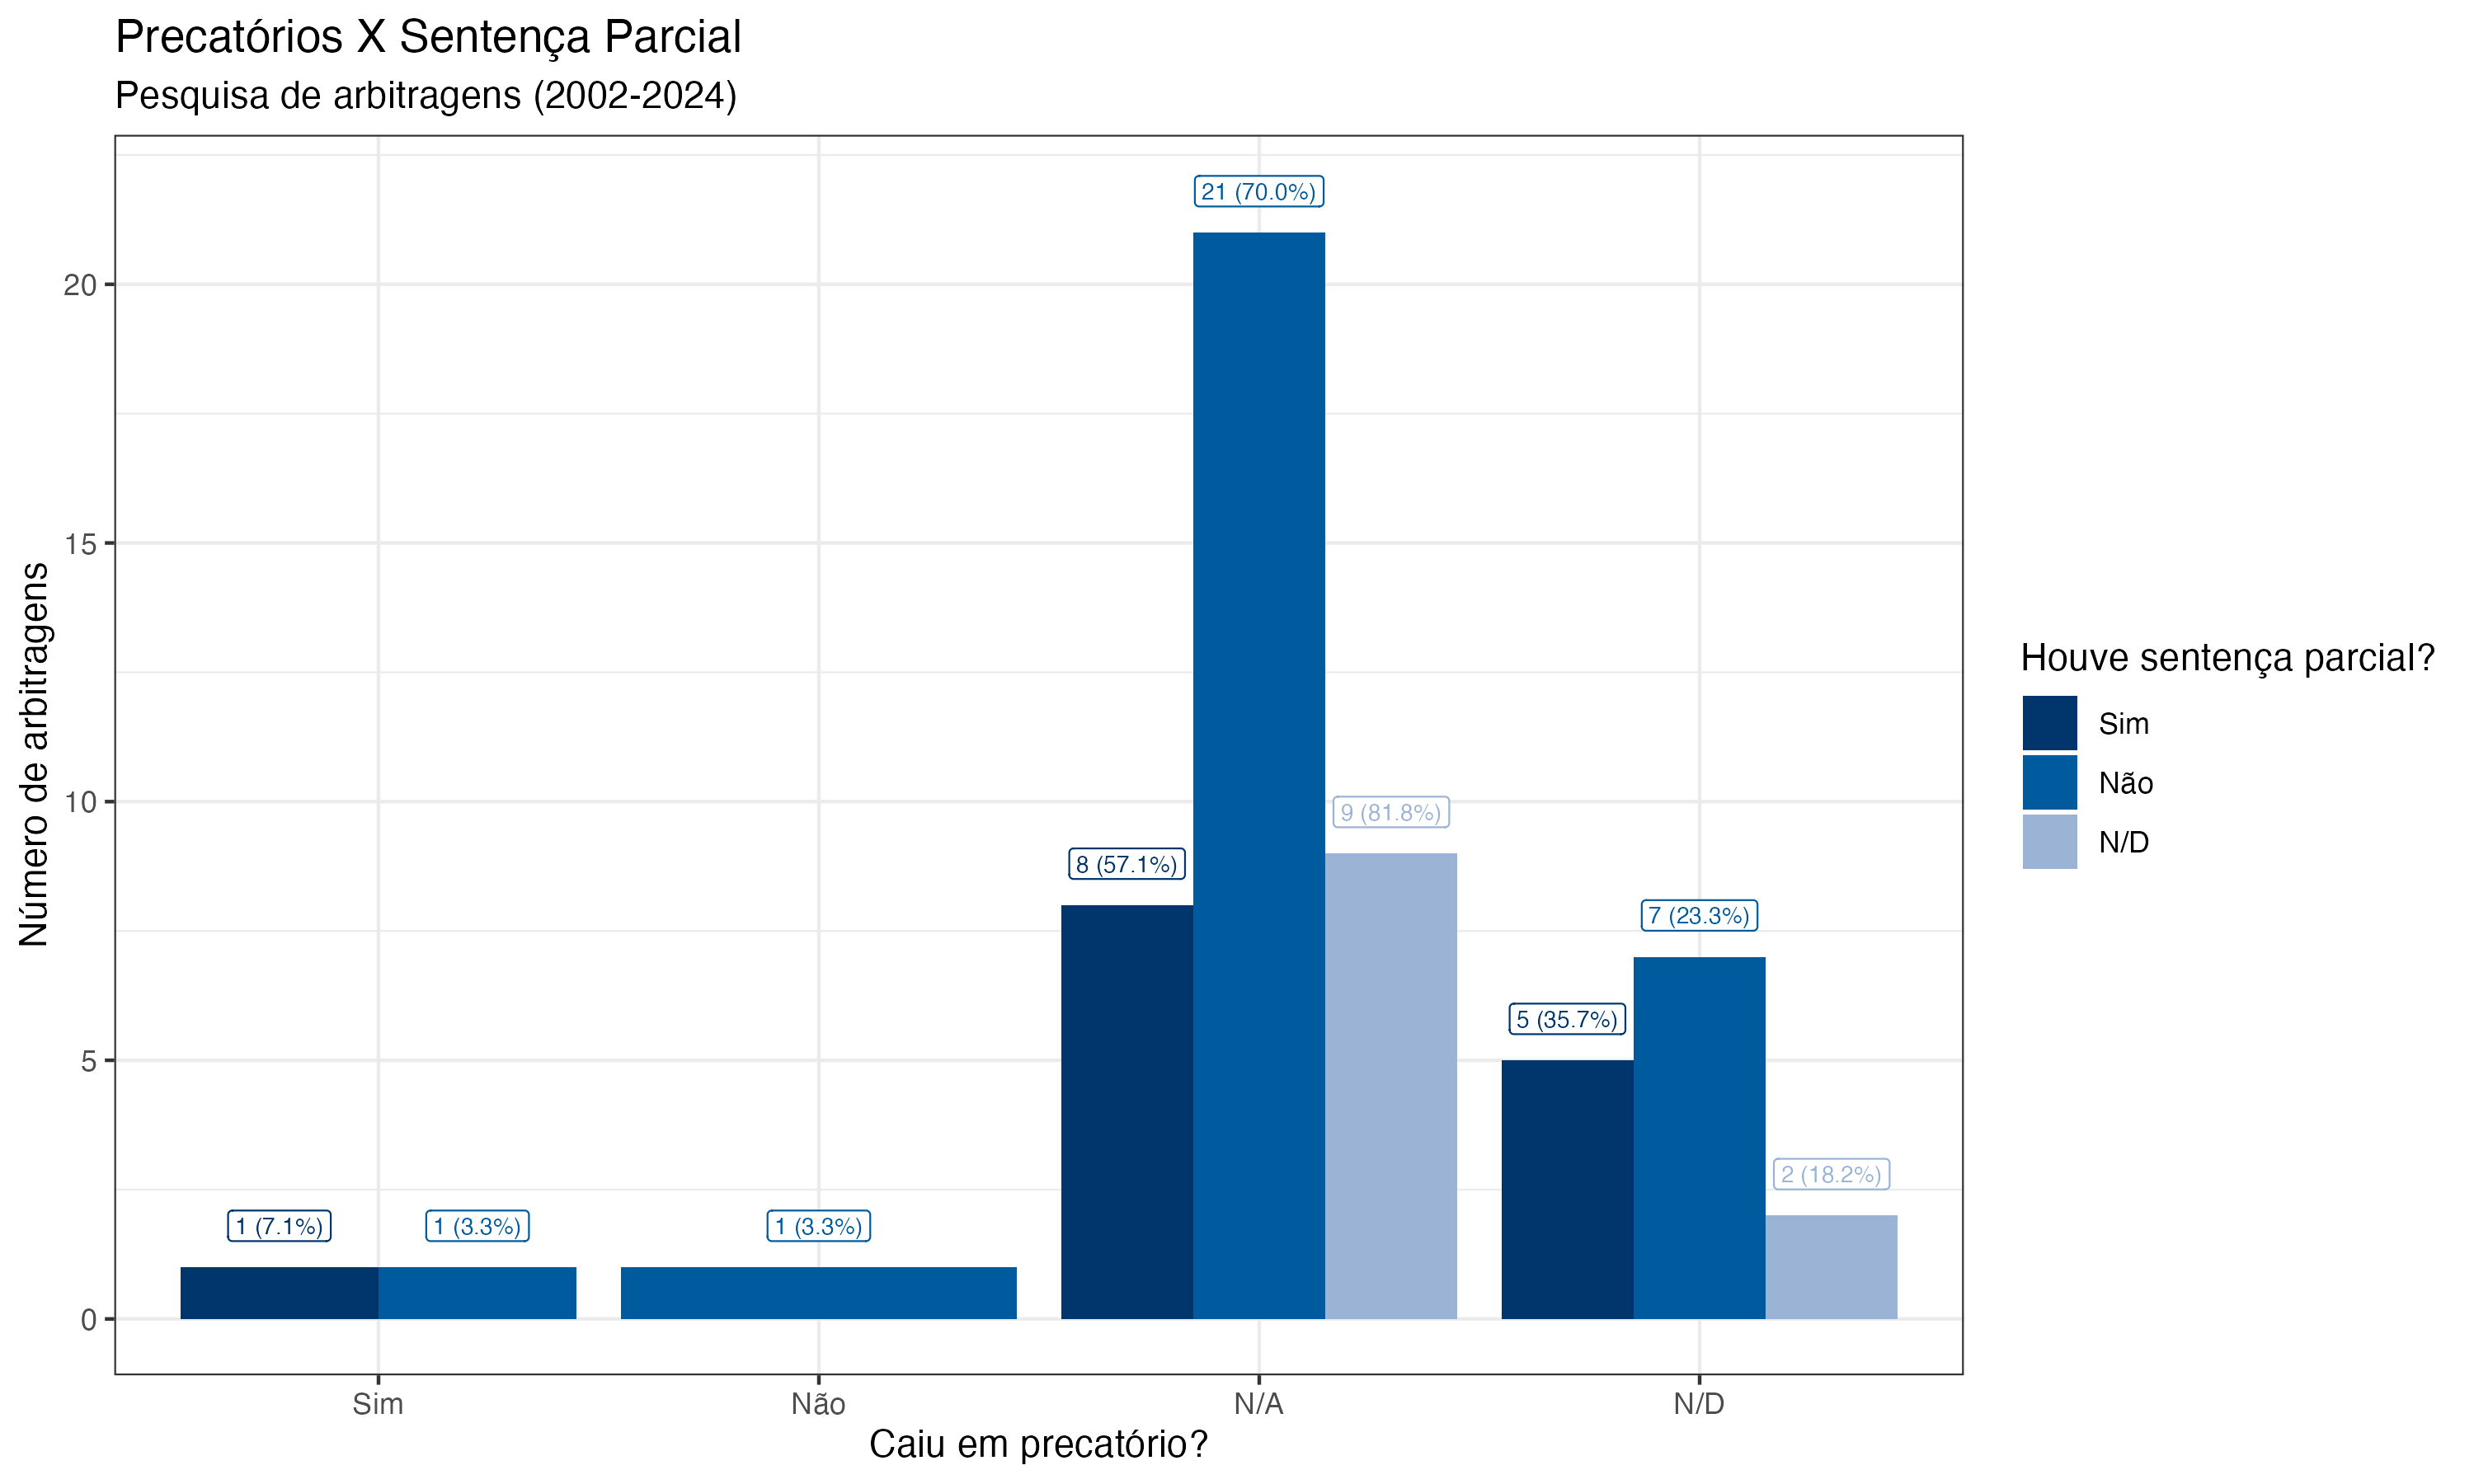 Precatórios X Sentença Parcial
Pesquisa de arbitragens (2002-2024)
Número de arbitragens
20
15
10
5
0
21 (70.0%)
9 (81.8%)
8 (57.1%)
7 (23.3%)
5 (35.7%)
2 (18.2%)
1 (7.1%)
1 (3.3%)
1 (3.3%)
Sim
Não
N/A
N/D
Caiu em precatório?
Houve sentença parcial?
Sim
Não
N/D